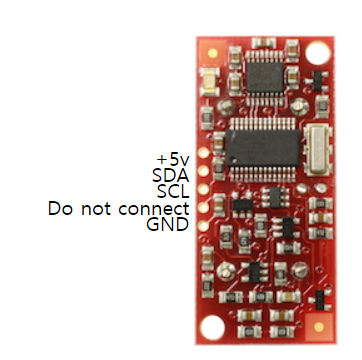 +5v
SDA
SCL
Do not connect
GND